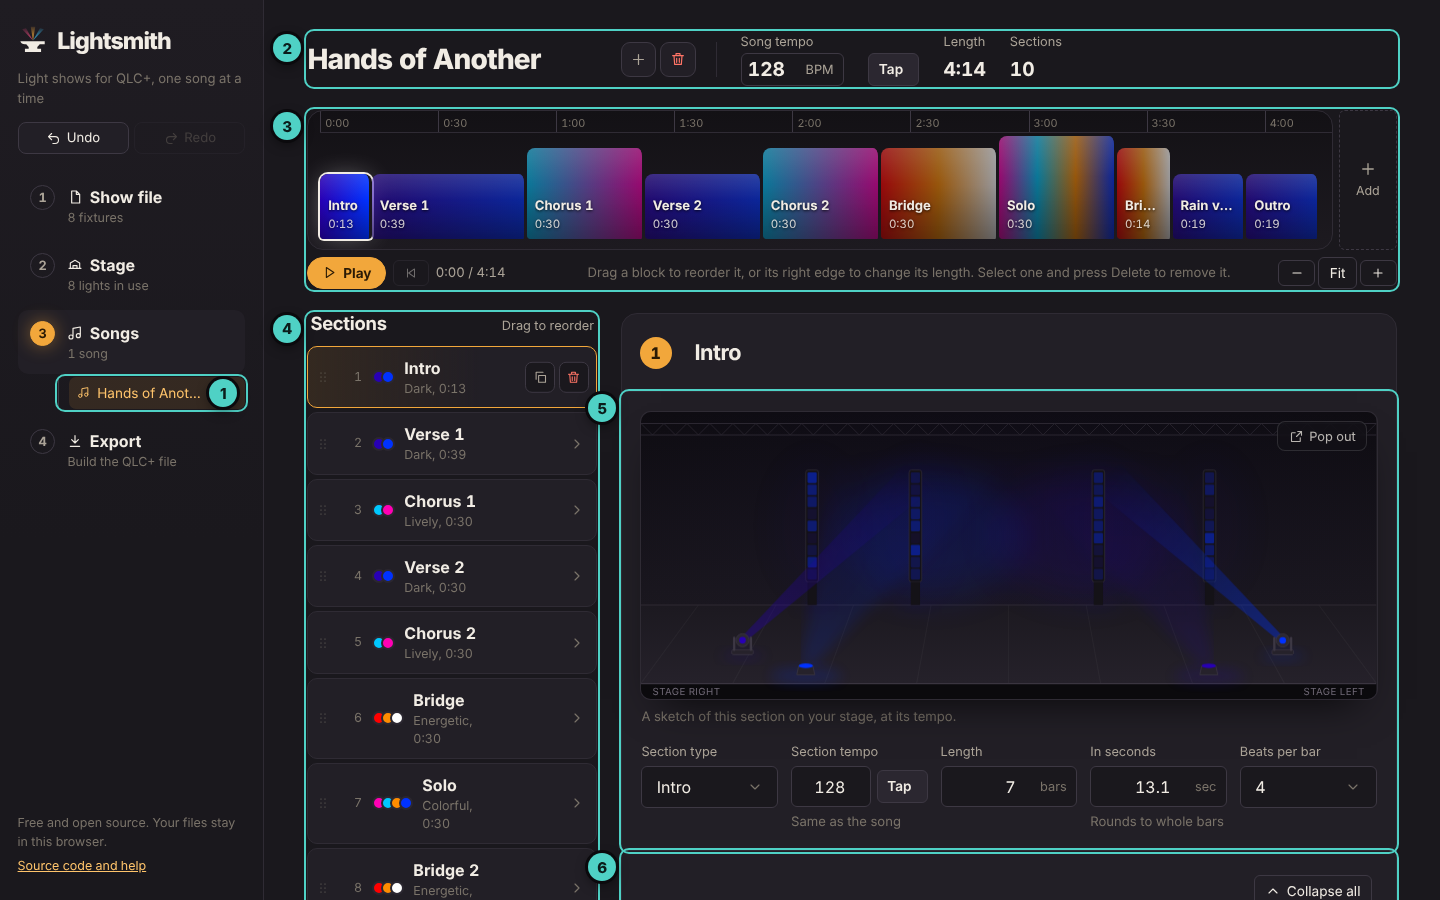 Lightsmith
Light shows for QLC+, one song at a
time
Undo
Redo
1
Show file
8 fixtures
2
Stage
8 lights in use
3
Songs
1 song
Hands of Anot...
1
4
Export
Build the QLC+ file
Free and open source. Your files stay
in this browser.
Source code and help
2
Hands of Another
Song tempo
128 BPM
Tap
Length
4:14
Sections
10
3
0:00 0:30 1:00 1:30 2:00 2:30 3:00 3:30 4:00
Intro
0:13
Verse 1
0:39
Chorus 1
0:30
Verse 2
0:30
Chorus 2
0:30
Bridge
0:30
Solo
0:30
Bri...
0:14
Rain v...
0:19
Outro
0:19
Add
Play
0:00 / 4:14
Drag a block to reorder it, or its right edge to change its length. Select one and press Delete to remove it.
Fit
4
Sections
Drag to reorder
1
Intro
Dark, 0:13
2
Verse 1
Dark, 0:39
3
Chorus 1
Lively, 0:30
4
Verse 2
Dark, 0:30
5
Chorus 2
Lively, 0:30
6
Bridge
Energetic,
0:30
7
Solo
Colorful,
0:30
8
Bridge 2
Energetic,
1
Intro
5
Pop out
STAGE RIGHT
STAGE LEFT
A sketch of this section on your stage, at its tempo.
Section type
Intro
Section tempo
128
Tap
Same as the song
Length
7 bars
In seconds
13.1 sec
Rounds to whole bars
Beats per bar
4
6
Collapse all